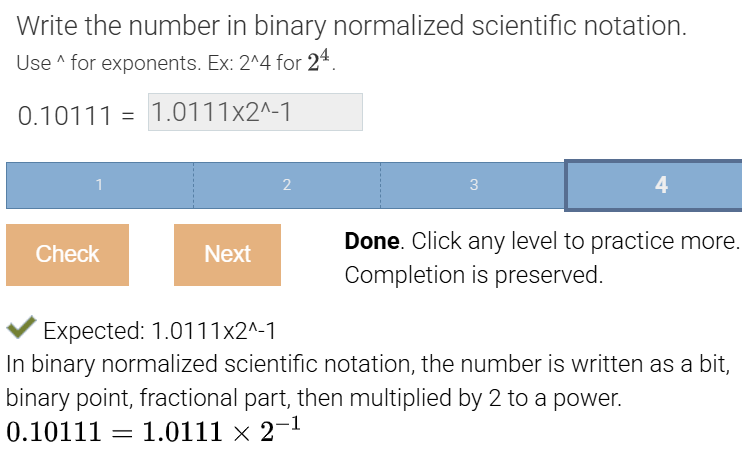 Write the number in binary normalized scientific notation.
Use ^ for exponents. Ex: 2^4 for 2⁴.
0.10111 = 1.0111x2^-1
1 2 3 4
Check Next Done. Click any level to practice more.
Completion is preserved.
Expected: 1.0111x2^-1
In binary normalized scientific notation, the number is written as a bit,
binary point, fractional part, then multiplied by 2 to a power.
0.10111 = 1.0111 × 2⁻¹